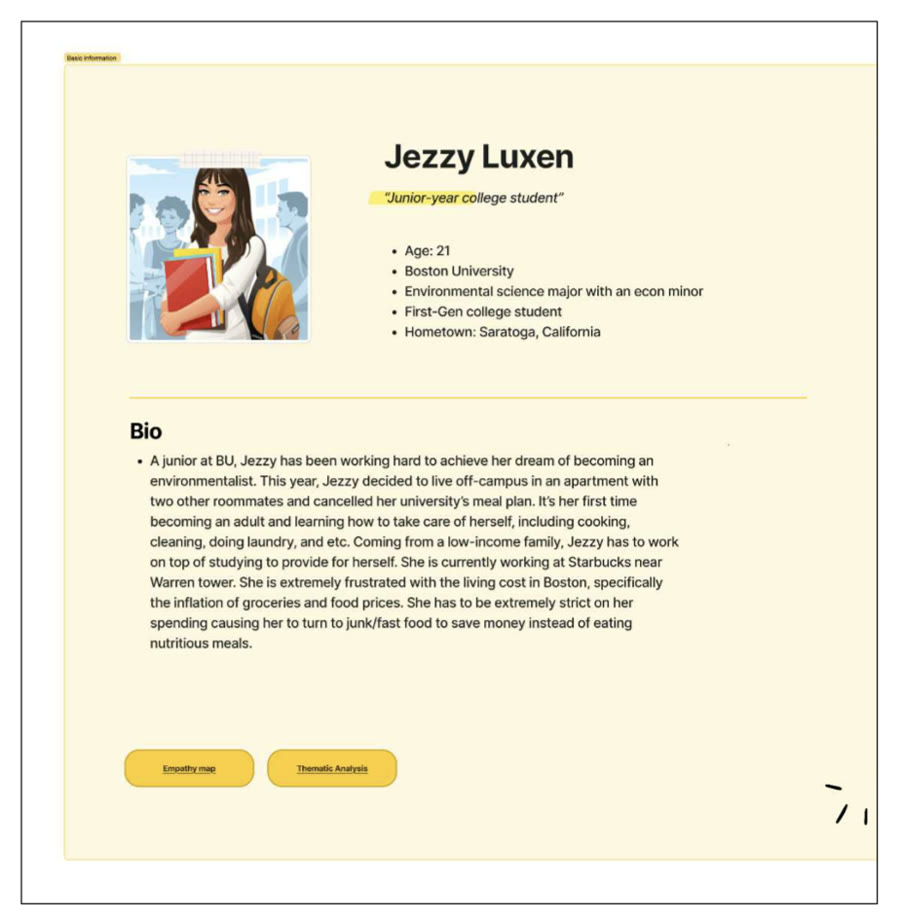 Basic information
Jezzy Luxen
“Junior-year college student”
• Age: 21
• Boston University
• Environmental science major with an econ minor
• First-Gen college student
• Hometown: Saratoga, California
Bio
• A junior at BU, Jezzy has been working hard to achieve her dream of becoming an
environmentalist. This year, Jezzy decided to live off-campus in an apartment with
two other roommates and cancelled her university’s meal plan. It’s her first time
becoming an adult and learning how to take care of herself, including cooking,
cleaning, doing laundry, and etc. Coming from a low-income family, Jezzy has to work
on top of studying to provide for herself. She is currently working at Starbucks near
Warren tower. She is extremely frustrated with the living cost in Boston, specifically
the inflation of groceries and food prices. She has to be extremely strict on her
spending causing her to turn to junk/fast food to save money instead of eating
nutritious meals.
Empathy map
Thematic Analysis